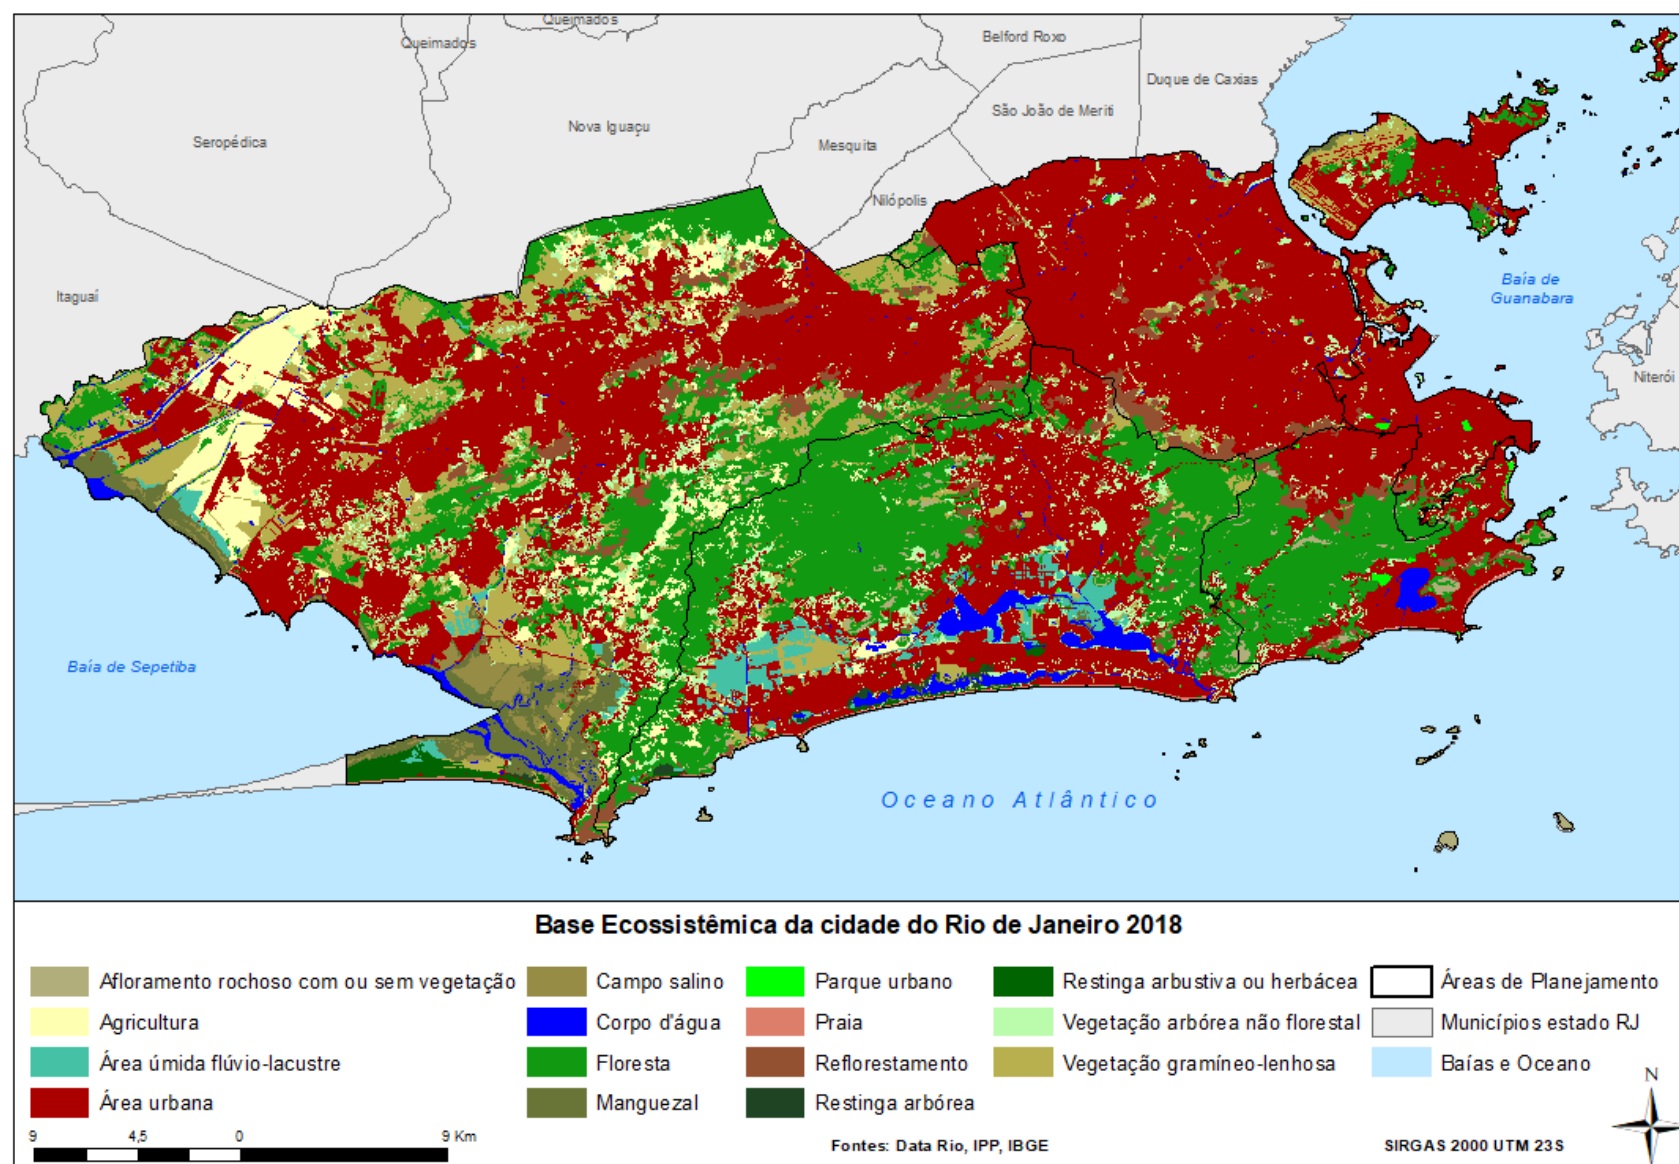 Queimados
Queimados
Belford Roxo
Duque de Caxias
São João de Meriti
Nova Iguaçu
Seropédica
Mesquita
Nilópolis
Itaguaí
Baía de
Guanabara
Niterói
Baía de Sepetiba
Oceano Atlântico
Base Ecossistêmica da cidade do Rio de Janeiro 2018
Afloramento rochoso com ou sem vegetação
Agricultura
Área úmida flúvio-lacustre
Área urbana
Campo salino
Corpo d'água
Floresta
Manguezal
Parque urbano
Praia
Reflorestamento
Restinga arbórea
Restinga arbustiva ou herbácea
Vegetação arbórea não florestal
Vegetação gramíneo-lenhosa
Áreas de Planejamento
Municípios estado RJ
Baías e Oceano
N
9 4,5 0 9 Km
Fontes: Data Rio, IPP, IBGE
SIRGAS 2000 UTM 23S